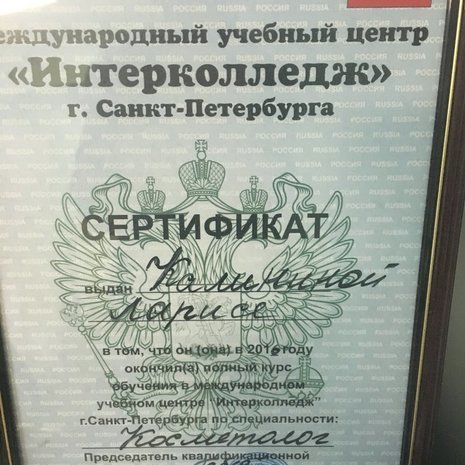 еждународный учебный центр
«Интерколледж»
г. Санкт-Петербурга
СЕРТИФИКАТ
выдан Калининой
Ларисе
в том, что он (она) в 2016 году
окончил(а) полный курс
обучения в международном
учебном центре "Интерколледж"
г.Санкт-Петербурга по специальности:
Косметолог
Председатель квалификационной